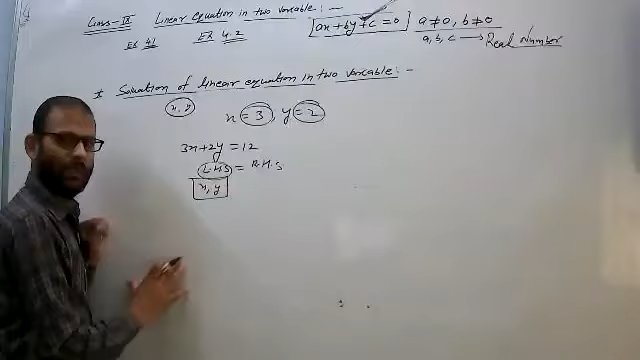 Class-IX Linear equation in two variable:- [ax+by+c=0] a≠0, b≠0
Ex 4.1 Ex 4.2 a, b, c → Real Number
* Solution of linear equation in two variable:-
x, y x=3, y=2
3x+2y=12
L.H.S = R.H.S
x, y